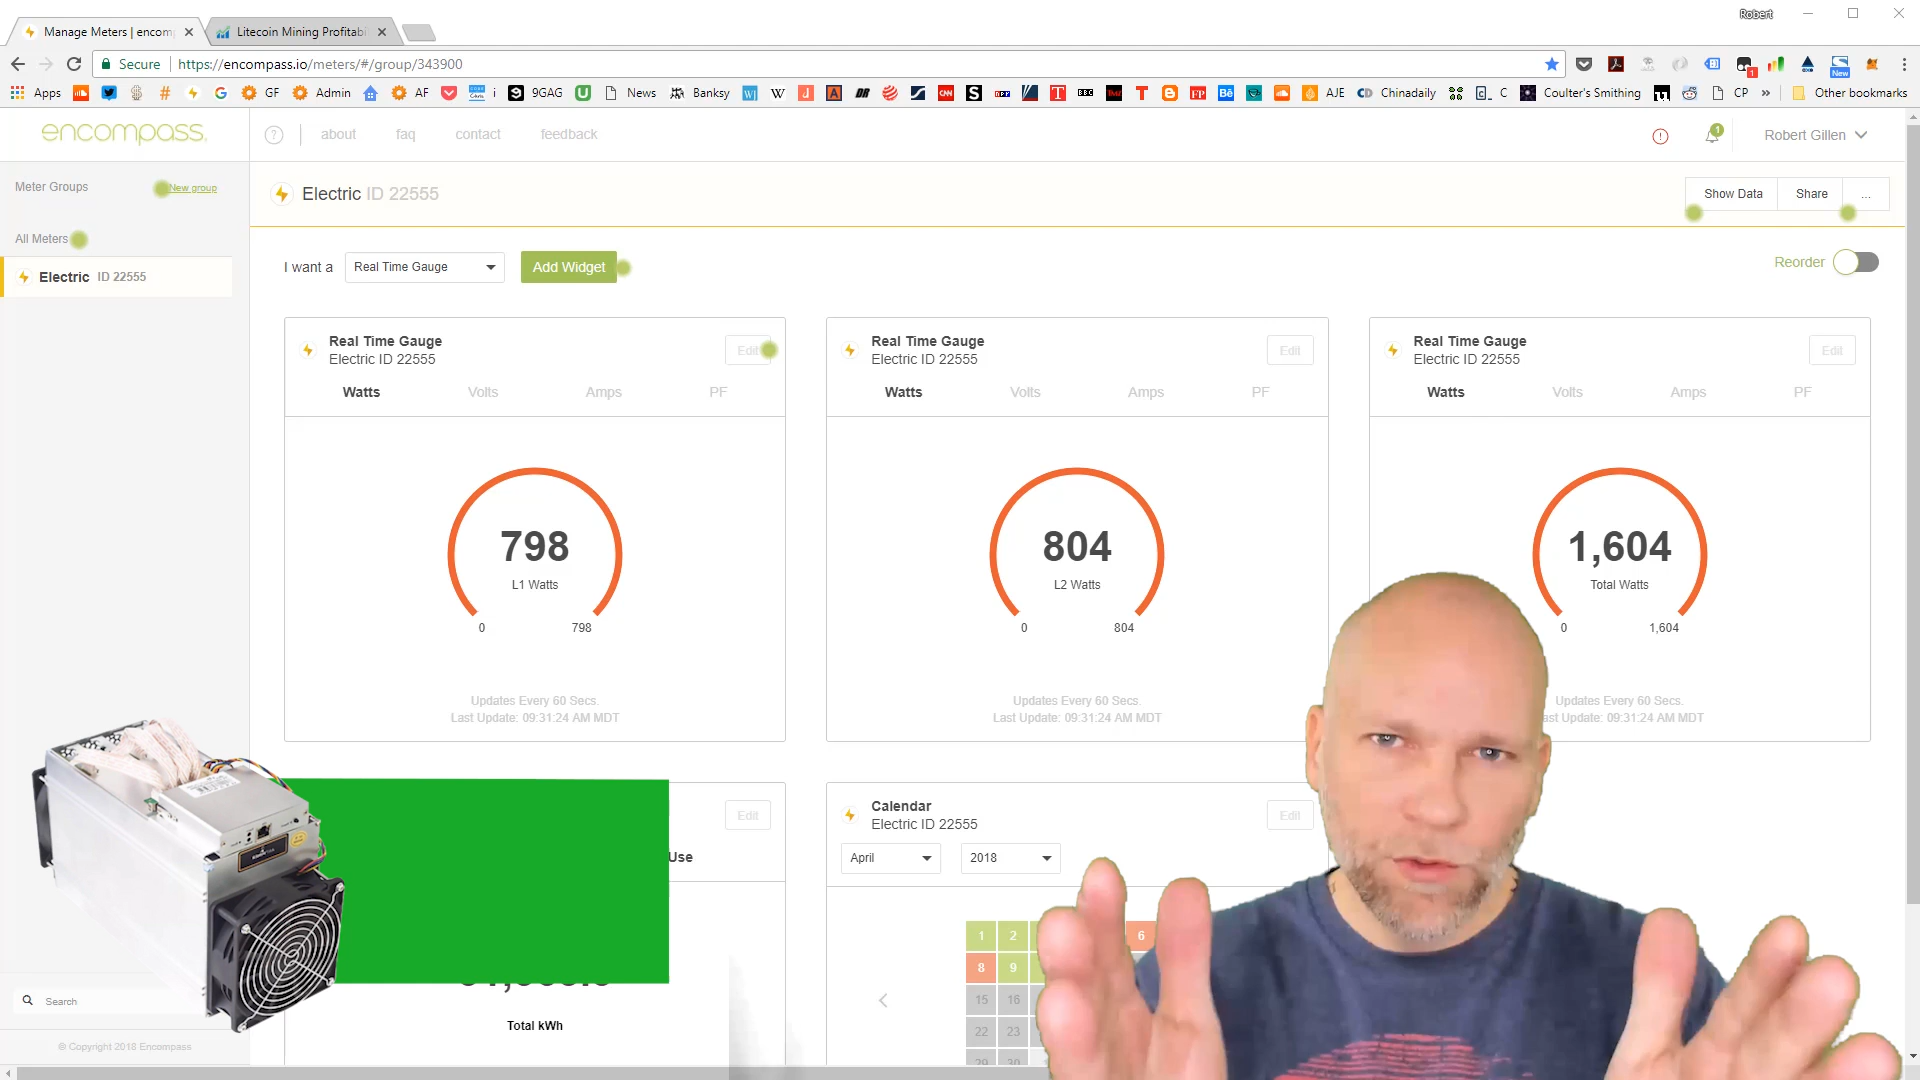 Robert
Manage Meters | encom
Litecoin Mining Profitabi
Secure
https://encompass.io/meters/#/group/343900
1
New
Apps
GF
Admin
AF
i
9GAG
News
Banksy
AJE
Chinadaily
C
Coulter's Smithing
CP
»
Other bookmarks
encompass.
?
about
faq
contact
feedback
1
Robert Gillen
Meter Groups
New group
All Meters
Electric ID 22555
Electric ID 22555
Show Data
Share
...
I want a
Real Time Gauge
Add Widget
Reorder
Real Time Gauge
Electric ID 22555
Edit
Watts Volts Amps PF
798
L1 Watts
0 798
Updates Every 60 Secs.
Last Update: 09:31:24 AM MDT
Real Time Gauge
Electric ID 22555
Edit
Watts Volts Amps PF
804
L2 Watts
0 804
Updates Every 60 Secs.
Last Update: 09:31:24 AM MDT
Real Time Gauge
Electric ID 22555
Edit
Watts Volts Amps PF
1,604
Total Watts
0 1,604
Updates Every 60 Secs.
ast Update: 09:31:24 AM MDT
Edit
Use
Total kWh
Calendar
Electric ID 22555
Edit
April
2018
1 2 6
8 9
15 16
22 23
29 30
Search
© Copyright 2018 Encompass